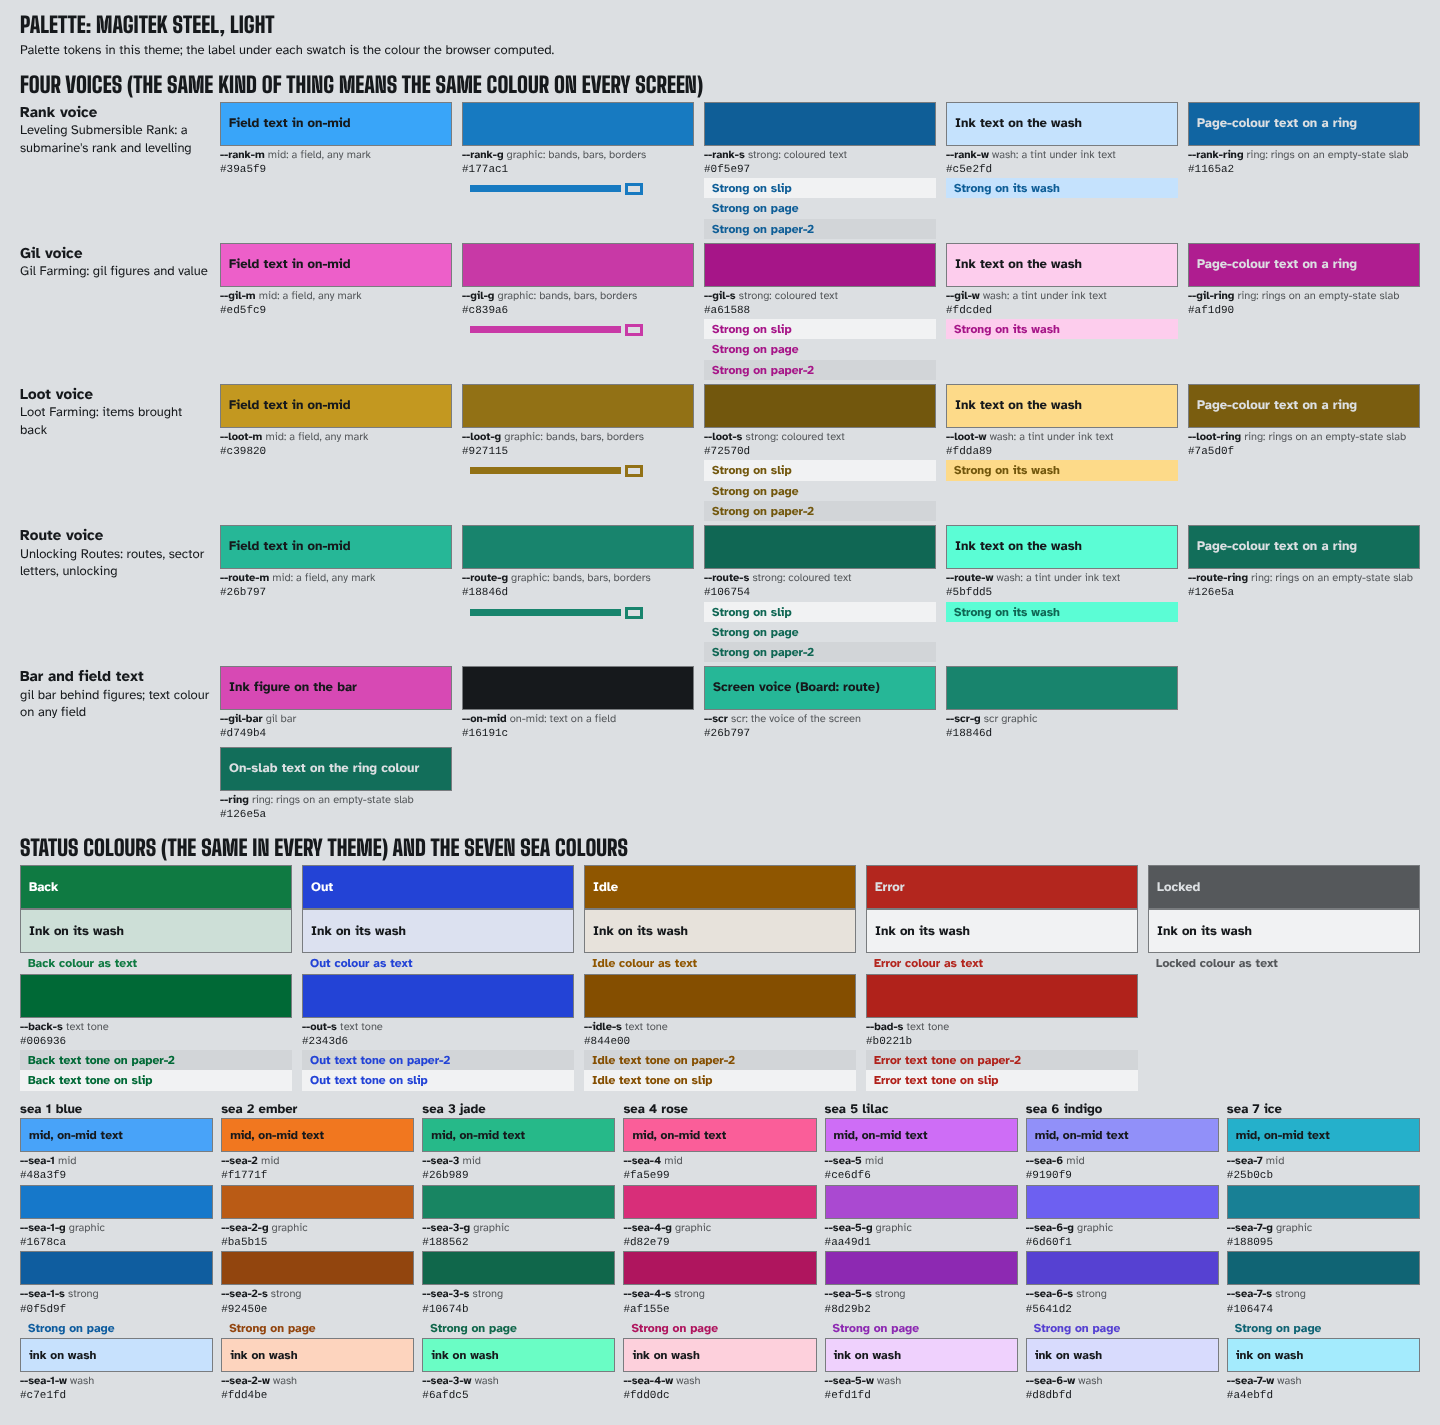 PALETTE: MAGITEK STEEL, LIGHT
Palette tokens in this theme; the label under each swatch is the colour the browser computed.
FOUR VOICES (THE SAME KIND OF THING MEANS THE SAME COLOUR ON EVERY SCREEN)
Rank voice
Leveling Submersible Rank: a
submarine's rank and levelling
Field text in on-mid
Ink text on the wash
Page-colour text on a ring
--rank-m mid: a field, any mark
--rank-g graphic: bands, bars, borders
--rank-s strong: coloured text
--rank-w wash: a tint under ink text
--rank-ring ring: rings on an empty-state slab
#39a5f9
#177ac1
#0f5e97
#c5e2fd
#1165a2
Strong on slip
Strong on its wash
Strong on page
Strong on paper-2
Gil voice
Gil Farming: gil figures and value
Field text in on-mid
Ink text on the wash
Page-colour text on a ring
--gil-m mid: a field, any mark
--gil-g graphic: bands, bars, borders
--gil-s strong: coloured text
--gil-w wash: a tint under ink text
--gil-ring ring: rings on an empty-state slab
#ed5fc9
#c839a6
#a61588
#fdcded
#af1d90
Strong on slip
Strong on its wash
Strong on page
Strong on paper-2
Loot voice
Loot Farming: items brought
back
Field text in on-mid
Ink text on the wash
Page-colour text on a ring
--loot-m mid: a field, any mark
--loot-g graphic: bands, bars, borders
--loot-s strong: coloured text
--loot-w wash: a tint under ink text
--loot-ring ring: rings on an empty-state slab
#c39820
#927115
#72570d
#fdda89
#7a5d0f
Strong on slip
Strong on its wash
Strong on page
Strong on paper-2
Route voice
Unlocking Routes: routes, sector
letters, unlocking
Field text in on-mid
Ink text on the wash
Page-colour text on a ring
--route-m mid: a field, any mark
--route-g graphic: bands, bars, borders
--route-s strong: coloured text
--route-w wash: a tint under ink text
--route-ring ring: rings on an empty-state slab
#26b797
#18846d
#106754
#5bfdd5
#126e5a
Strong on slip
Strong on its wash
Strong on page
Strong on paper-2
Bar and field text
gil bar behind figures; text colour
on any field
Ink figure on the bar
Screen voice (Board: route)
--gil-bar gil bar
--on-mid on-mid: text on a field
--scr scr: the voice of the screen
--scr-g scr graphic
#d749b4
#16191c
#26b797
#18846d
On-slab text on the ring colour
--ring ring: rings on an empty-state slab
#126e5a
STATUS COLOURS (THE SAME IN EVERY THEME) AND THE SEVEN SEA COLOURS
Back
Out
Idle
Error
Locked
Ink on its wash
Ink on its wash
Ink on its wash
Ink on its wash
Ink on its wash
Back colour as text
Out colour as text
Idle colour as text
Error colour as text
Locked colour as text
--back-s text tone
--out-s text tone
--idle-s text tone
--bad-s text tone
#006936
#2343d6
#844e00
#b0221b
Back text tone on paper-2
Out text tone on paper-2
Idle text tone on paper-2
Error text tone on paper-2
Back text tone on slip
Out text tone on slip
Idle text tone on slip
Error text tone on slip
sea 1 blue
sea 2 ember
sea 3 jade
sea 4 rose
sea 5 lilac
sea 6 indigo
sea 7 ice
mid, on-mid text
mid, on-mid text
mid, on-mid text
mid, on-mid text
mid, on-mid text
mid, on-mid text
mid, on-mid text
--sea-1 mid
--sea-2 mid
--sea-3 mid
--sea-4 mid
--sea-5 mid
--sea-6 mid
--sea-7 mid
#48a3f9
#f1771f
#26b989
#fa5e99
#ce6df6
#9190f9
#25b0cb
--sea-1-g graphic
--sea-2-g graphic
--sea-3-g graphic
--sea-4-g graphic
--sea-5-g graphic
--sea-6-g graphic
--sea-7-g graphic
#1678ca
#ba5b15
#188562
#d82e79
#aa49d1
#6d60f1
#188095
--sea-1-s strong
--sea-2-s strong
--sea-3-s strong
--sea-4-s strong
--sea-5-s strong
--sea-6-s strong
--sea-7-s strong
#0f5d9f
#92450e
#10674b
#af155e
#8d29b2
#5641d2
#106474
Strong on page
Strong on page
Strong on page
Strong on page
Strong on page
Strong on page
Strong on page
ink on wash
ink on wash
ink on wash
ink on wash
ink on wash
ink on wash
ink on wash
--sea-1-w wash
--sea-2-w wash
--sea-3-w wash
--sea-4-w wash
--sea-5-w wash
--sea-6-w wash
--sea-7-w wash
#c7e1fd
#fdd4be
#6afdc5
#fdd0dc
#efd1fd
#d8dbfd
#a4ebfd